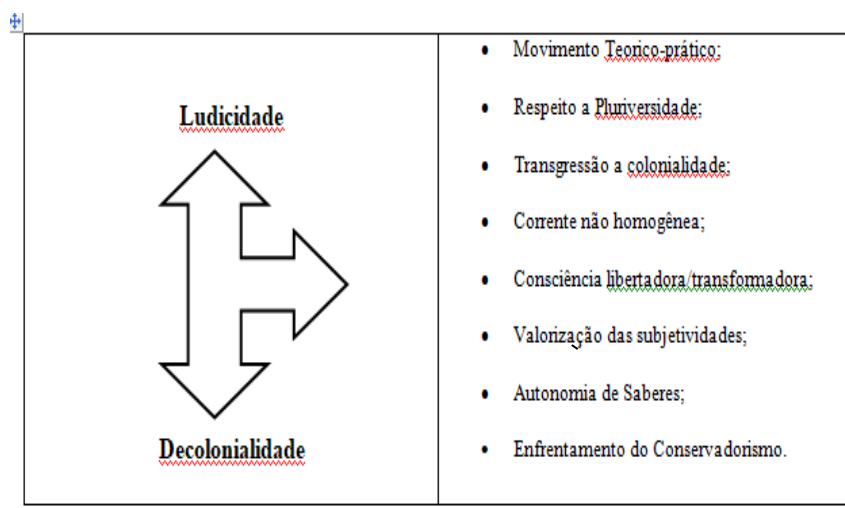 Ludicidade
Decolonialidade
• Movimento Teorico-prático;
• Respeito a Pluriversidade;
• Transgressão a colonialidade;
• Corrente não homogênea;
• Consciência libertadora/transformadora;
• Valorização das subjetividades;
• Autonomia de Saberes;
• Enfrentamento do Conservadorismo.